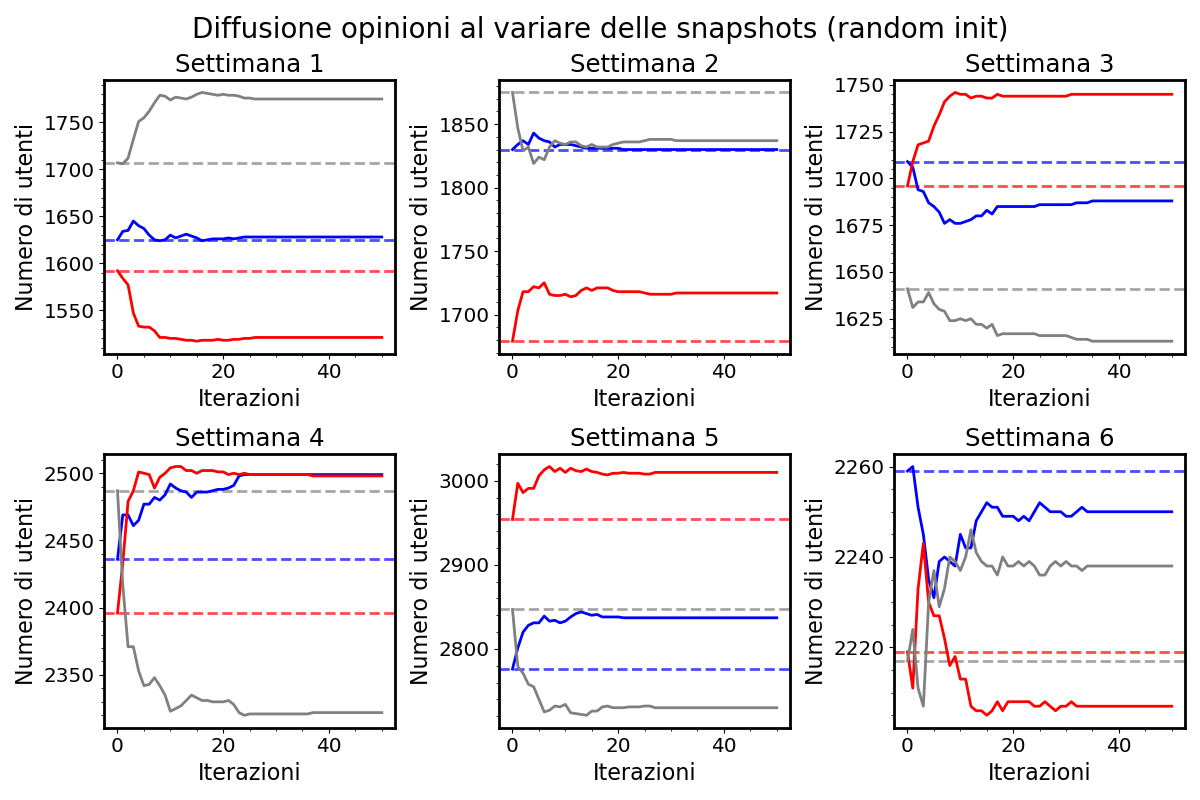 Diffusione opinioni al variare delle snapshots (random init)
Settimana 1
Settimana 2
Settimana 3
Numero di utenti
1750
1700
1650
1600
1550
0
20
40
Iterazioni
Numero di utenti
1850
1800
1750
1700
0
20
40
Iterazioni
Numero di utenti
1750
1725
1700
1675
1650
1625
0
20
40
Iterazioni
Settimana 4
Settimana 5
Settimana 6
Numero di utenti
2500
2450
2400
2350
0
20
40
Iterazioni
Numero di utenti
3000
2900
2800
0
20
40
Iterazioni
Numero di utenti
2260
2240
2220
0
20
40
Iterazioni